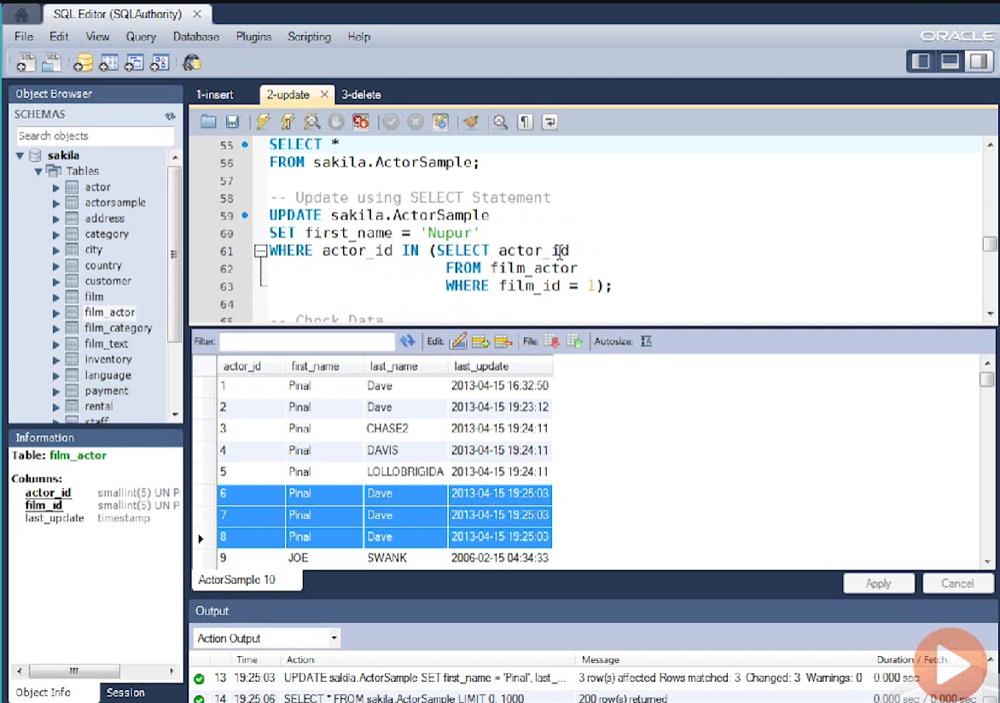 SQL Editor (SQLAuthority)
File Edit View Query Database Plugins Scripting Help
ORACLE
SQL SQL
Object Browser
SCHEMAS
Search objects
sakila
Tables
actor
actorsample
address
category
city
country
customer
film
film_actor
film_category
film_text
inventory
language
payment
rental
staff
Information
Table: film_actor
Columns:
actor_id smallint(5) UN P
film_id smallint(5) UN P
last_update timestamp
Object Info Session
1-insert 2-update 3-delete
55 SELECT *
56 FROM sakila.ActorSample;
57
58 -- Update using SELECT Statement
59 UPDATE sakila.ActorSample
60 SET first_name = 'Nupur'
61 WHERE actor_id IN (SELECT actor_id
62 FROM film_actor
63 WHERE film_id = 1);
64
65 -- Check Data
Filter: Edit: File: Autosize:
actor_id first_name last_name last_update
1 Pinal Dave 2013-04-15 16:32:50
2 Pinal Dave 2013-04-15 19:23:12
3 Pinal CHASE2 2013-04-15 19:24:11
4 Pinal DAVIS 2013-04-15 19:24:11
5 Pinal LOLLOBRIGIDA 2013-04-15 19:24:11
6 Pinal Dave 2013-04-15 19:25:03
7 Pinal Dave 2013-04-15 19:25:03
8 Pinal Dave 2013-04-15 19:25:03
9 JOE SWANK 2006-02-15 04:34:33
ActorSample 10
Apply Cancel
Output
Action Output
Time Action Message Duration / Fetch
13 19:25:03 UPDATE sakila.ActorSample SET first_name = 'Pinal', last_... 3 row(s) affected Rows matched: 3 Changed: 3 Warnings: 0 0.000 sec
14 19:25:06 SELECT * FROM sakila.ActorSample LIMIT 0, 1000 200 row(s) returned 0.000 sec / 0.000 sec